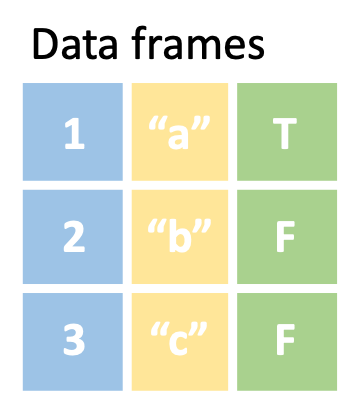 Data frames
1 “a” T
2 “b” F
3 “c” F